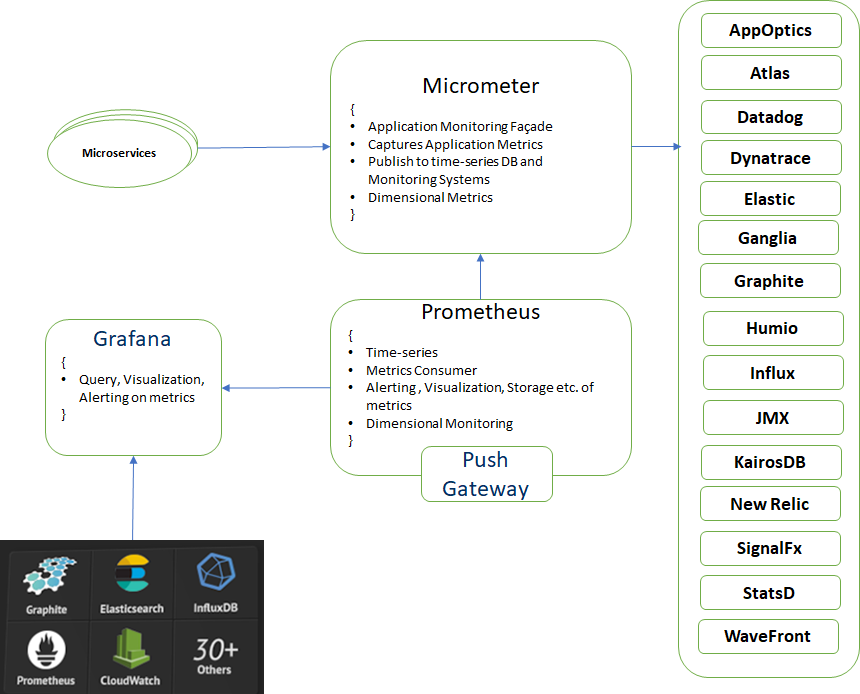 Microservices
Micrometer
{
• Application Monitoring Façade
• Captures Application Metrics
• Publish to time-series DB and
Monitoring Systems
• Dimensional Metrics
}
Prometheus
{
• Time-series
• Metrics Consumer
• Alerting , Visualization, Storage etc. of
metrics
• Dimensional Monitoring
}
Push
Gateway
Grafana
{
• Query, Visualization,
Alerting on metrics
}
Graphite
Elasticsearch
InfluxDB
Prometheus
CloudWatch
30+
Others
AppOptics
Atlas
Datadog
Dynatrace
Elastic
Ganglia
Graphite
Humio
Influx
JMX
KairosDB
New Relic
SignalFx
StatsD
WaveFront